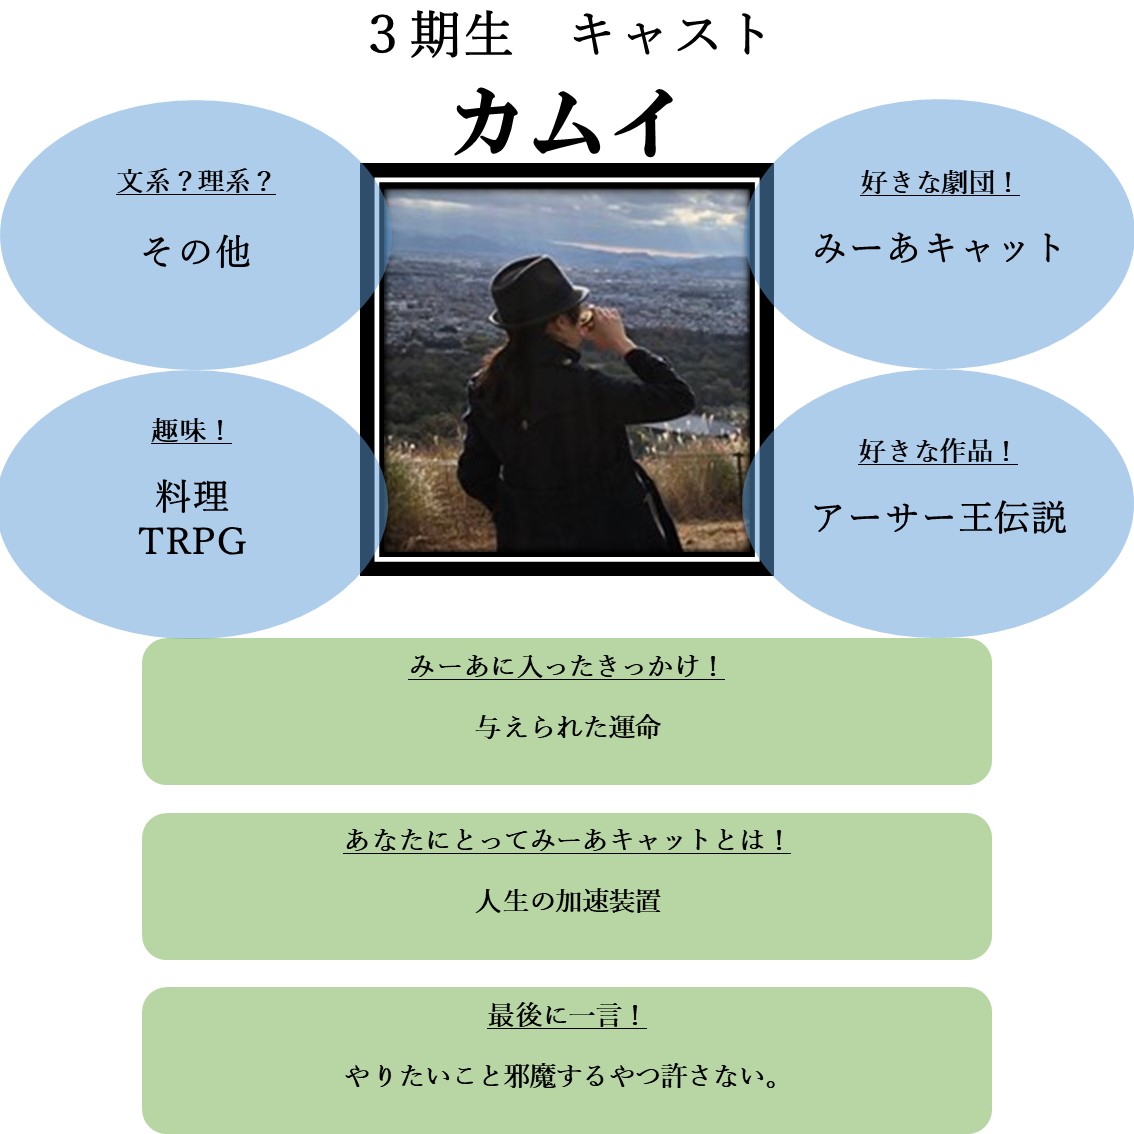 ３期生　キャスト
カムイ
文系？理系？
その他
好きな劇団！
みーあキャット
趣味！
料理
TRPG
好きな作品！
アーサー王伝説
みーあに入ったきっかけ！
与えられた運命
あなたにとってみーあキャットとは！
人生の加速装置
最後に一言！
やりたいこと邪魔するやつ許さない。